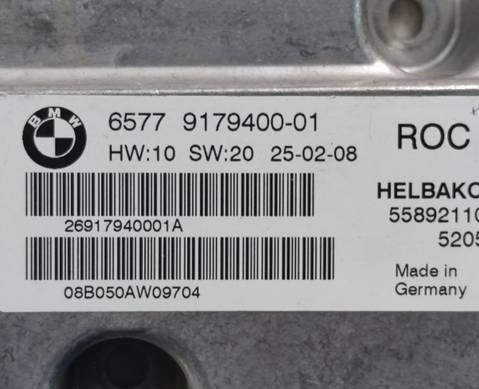 BMW
6577 9179400-01
ROC
HW:10 SW:20 25-02-08
HELBAKO
26917940001A
55892110
5205
08B050AW09704
Made in
Germany